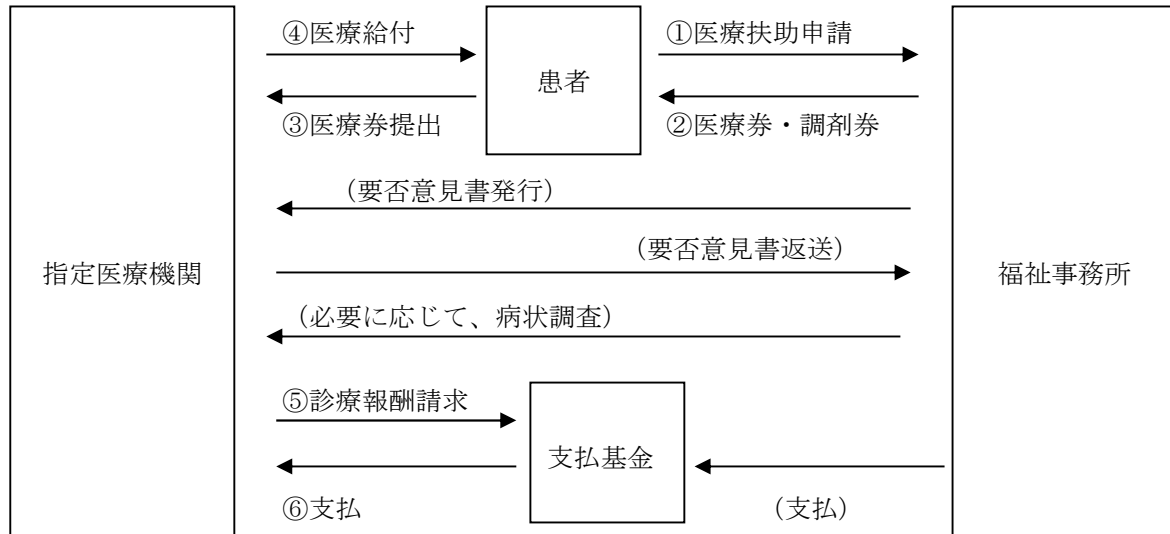 ④医療給付
①医療扶助申請
患者
③医療券提出
②医療券・調剤券
(要否意見書発行)
(要否意見書返送)
指定医療機関
福祉事務所
(必要に応じて、病状調査)
⑤診療報酬請求
支払基金
⑥支払
(支払)